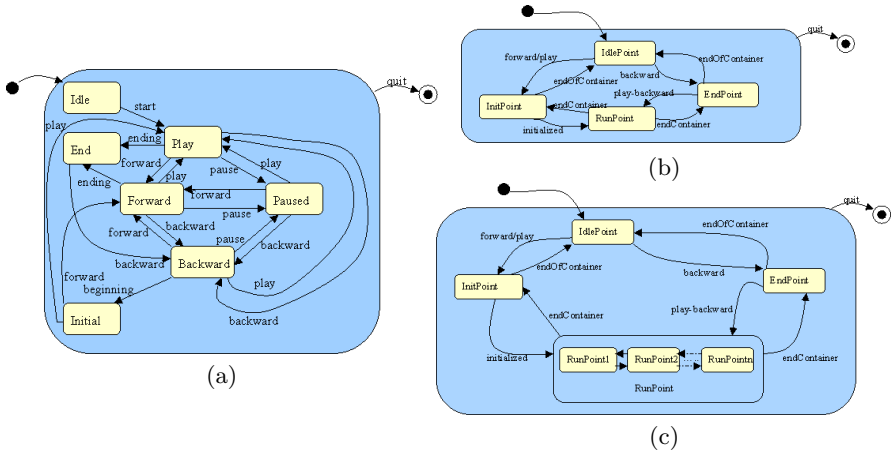 quit
Idle
start
play
ending
Play
End
forward
play
pause
play
ending
Forward
forward
Paused
pause
backward
forward
pause
backward
backward
Backward
forward
beginning
play
Initial
backward
(a)
quit
IdlePoint
forward/play
endOfContainer
endOfContainer
backward
play-backward
EndPoint
InitPoint
endContainer
RunPoint
initialized
endContainer
(b)
quit
IdlePoint
endOfContainer
forward/play
endOfContainer
backward
InitPoint
EndPoint
play-backward
endContainer
initialized
RunPoint1
RunPoint2
RunPointn
endContainer
RunPoint
(c)